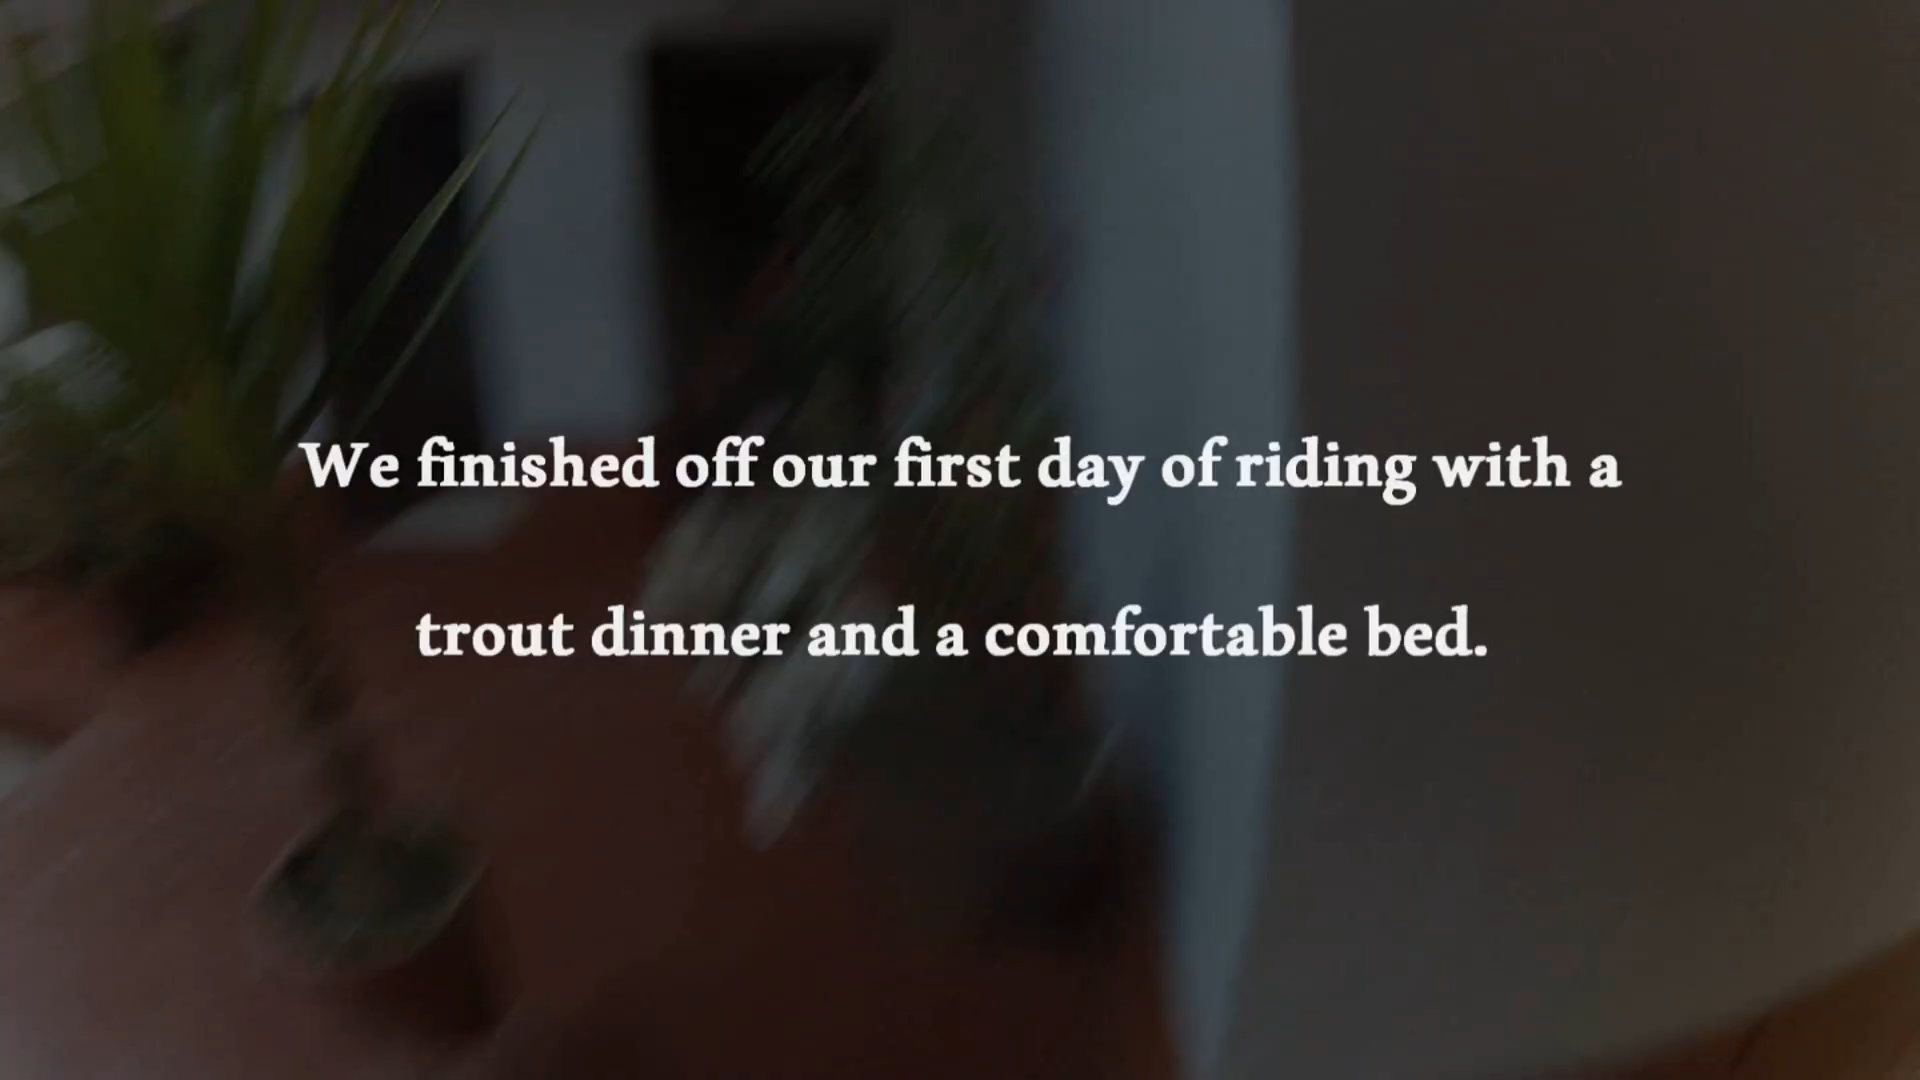 We finished off our first day of riding with a
trout dinner and a comfortable bed.